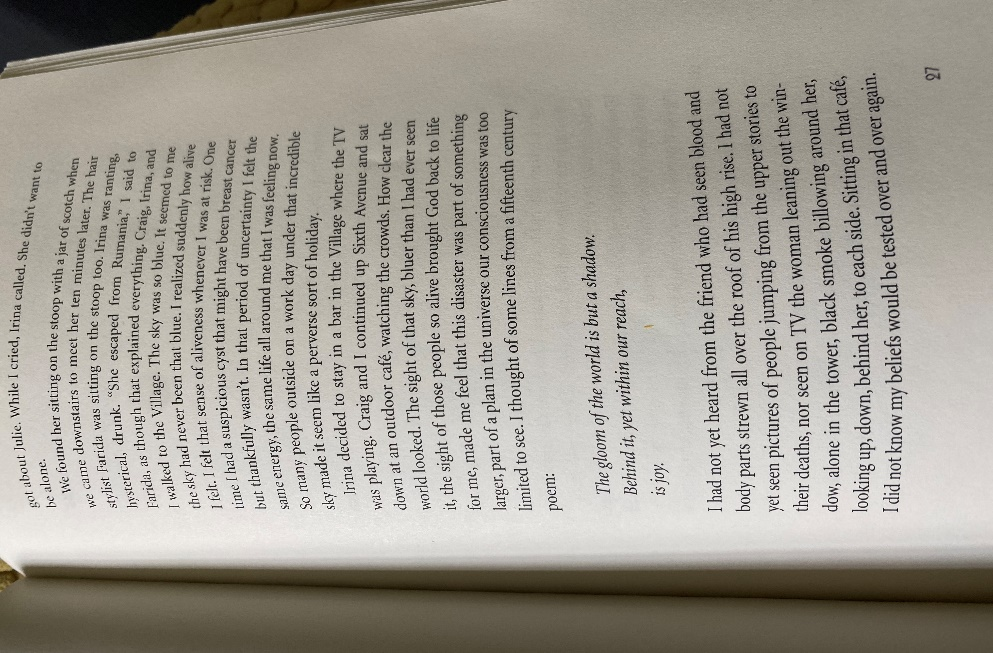 got about Julie. While I cried, Irina called. She didn't want to
be alone.
We found her sitting on the stoop with a jar of scotch when
we came downstairs to meet her ten minutes later. The hair
stylist Farida was sitting on the stoop too. Irina was ranting,
hysterical, drunk. “She escaped from Rumania,” I said to
Farida, as though that explained everything. Craig, Irina, and
I walked to the Village. The sky was so blue. It seemed to me
the sky had never been that blue. I realized suddenly how alive
I felt. I felt that sense of aliveness whenever I was at risk. One
time I had a suspicious cyst that might have been breast cancer
but thankfully wasn't. In that period of uncertainty I felt the
same energy, the same life all around me that I was feeling now.
So many people outside on a work day under that incredible
sky made it seem like a perverse sort of holiday.
Irina decided to stay in a bar in the Village where the TV
was playing. Craig and I continued up Sixth Avenue and sat
down at an outdoor café, watching the crowds. How clear the
world looked. The sight of that sky, bluer than I had ever seen
it, the sight of those people so alive brought God back to life
for me, made me feel that this disaster was part of something
larger, part of a plan in the universe our consciousness was too
limited to see. I thought of some lines from a fifteenth century
poem:
The gloom of the world is but a shadow.
Behind it, yet within our reach,
is joy.
I had not yet heard from the friend who had seen blood and
body parts strewn all over the roof of his high rise. I had not
yet seen pictures of people jumping from the upper stories to
their deaths, nor seen on TV the woman leaning out the win-
dow, alone in the tower, black smoke billowing around her,
looking up, down, behind her, to each side. Sitting in that café,
I did not know my beliefs would be tested over and over again.
27